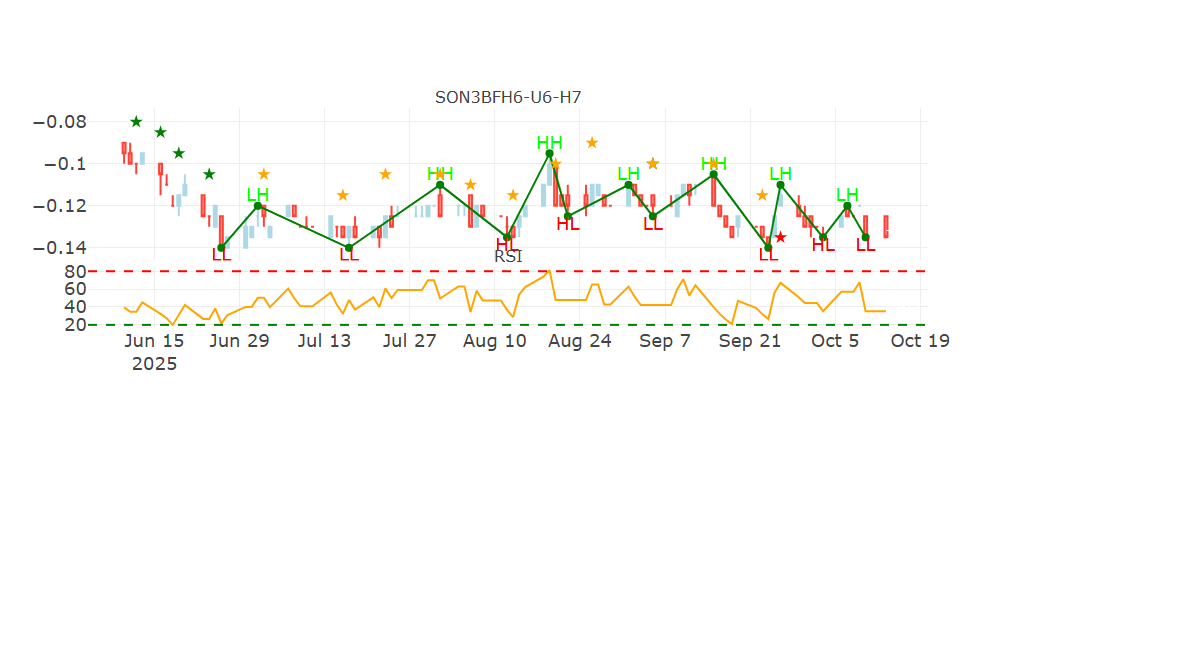 SON3BFH6-U6-H7
−0.08
−0.1
−0.12
−0.14
LL
LH
LL
HH
HL
HH
HL
LH
LL
HH
LL
LH
HL
LH
LL
RSI
80
60
40
20
Jun 15
2025
Jun 29
Jul 13
Jul 27
Aug 10
Aug 24
Sep 7
Sep 21
Oct 5
Oct 19